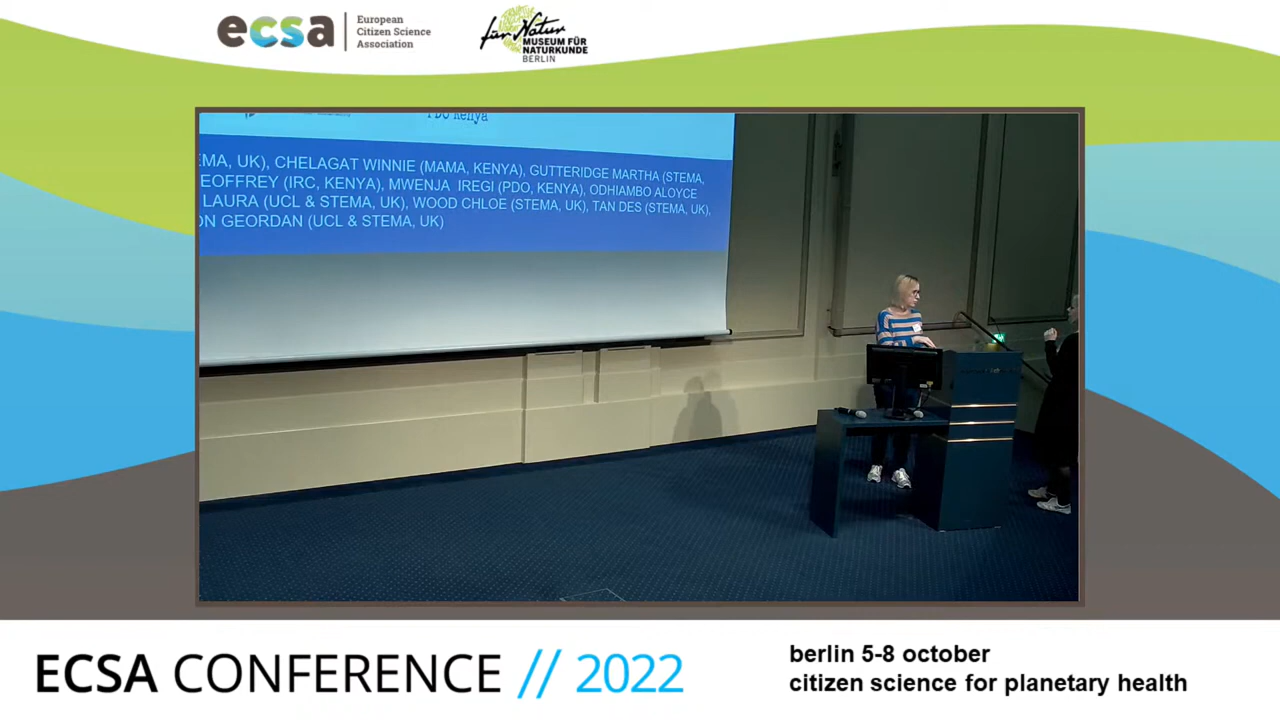 ecsa
European
Citizen Science
Association
für Natur
MUSEUM FÜR
NATURKUNDE
BERLIN
PDO Kenya
EMA, UK), CHELAGAT WINNIE (MAMA, KENYA), GUTTERIDGE MARTHA (STEMA,
EOFFREY (IRC, KENYA), MWENJA IREGI (PDO, KENYA), ODHIAMBO ALOYCE
LAURA (UCL & STEMA, UK), WOOD CHLOE (STEMA, UK), TAN DES (STEMA, UK),
ON GEORDAN (UCL & STEMA, UK)
ECSA CONFERENCE // 2022
berlin 5-8 october
citizen science for planetary health